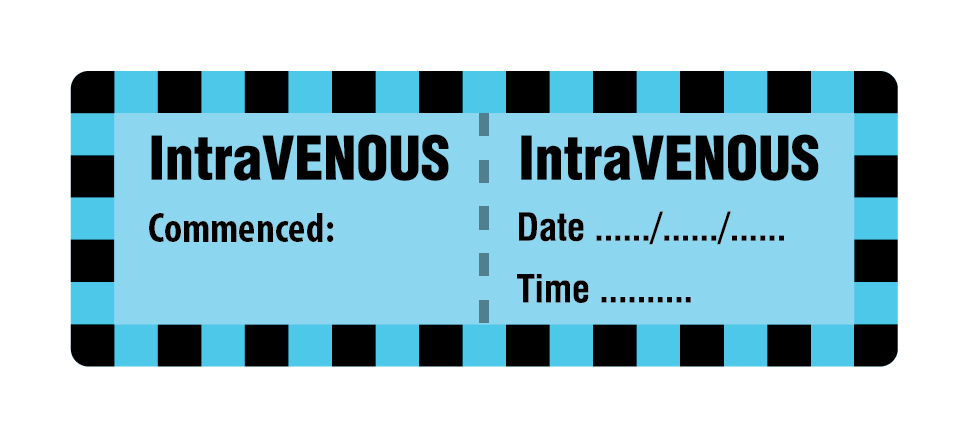 IntraVENOUS
Commenced:
IntraVENOUS
Date ....../....../......
Time ..........